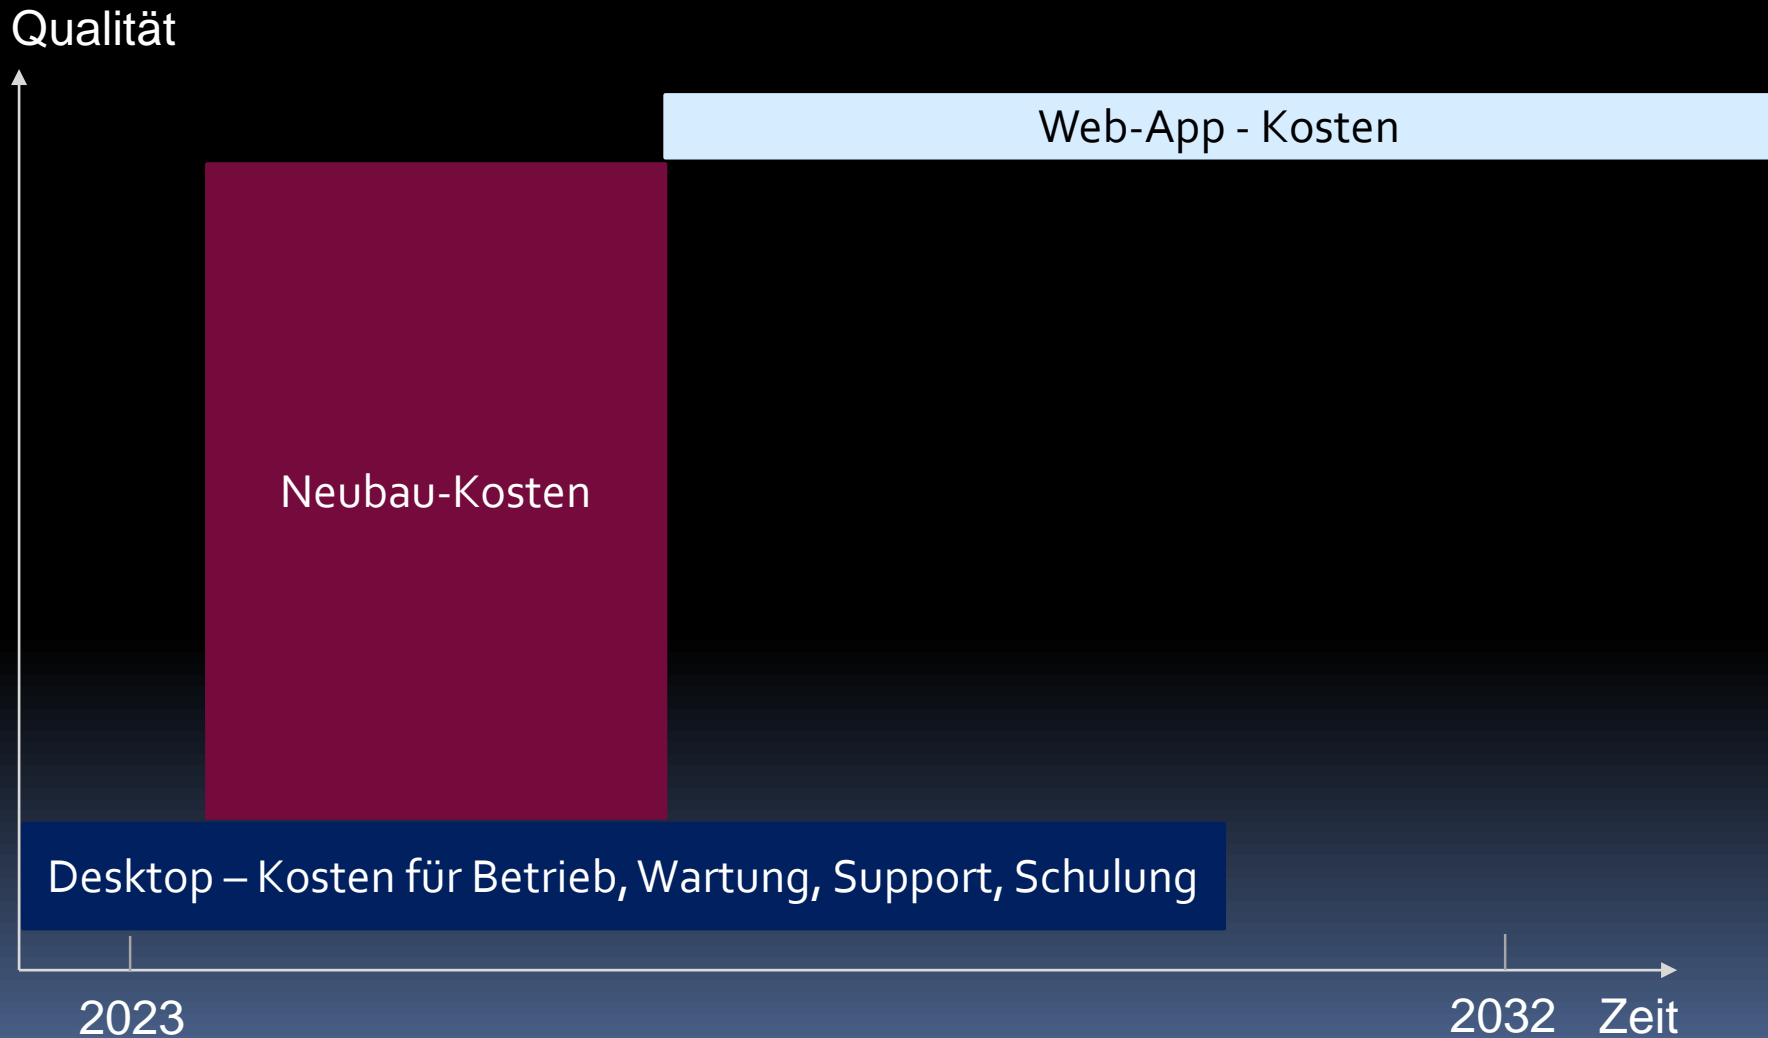 Qualität
Web-App - Kosten
Neubau-Kosten
Desktop – Kosten für Betrieb, Wartung, Support, Schulung
2023
2032
Zeit